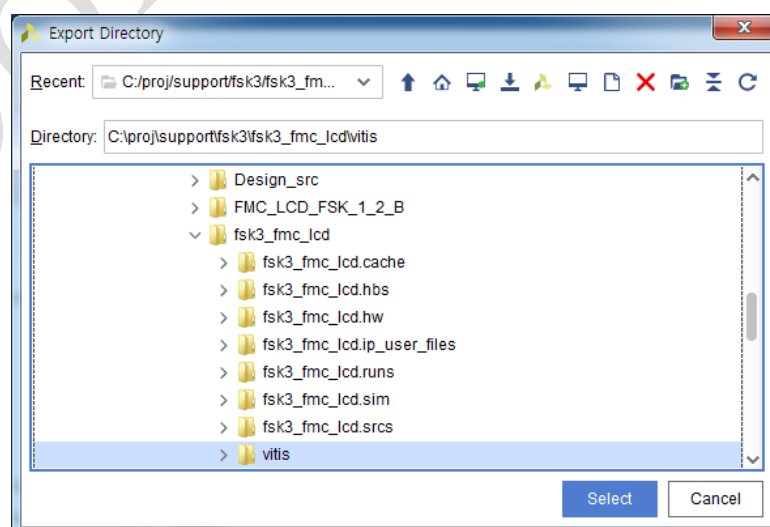 Export Directory
Recent: C:/proj/support/fsk3/fsk3_fm...
Directory: C:\proj\support\fsk3\fsk3_fmc_lcd\vitis
Design_src
FMC_LCD_FSK_1_2_B
fsk3_fmc_lcd
fsk3_fmc_lcd.cache
fsk3_fmc_lcd.hbs
fsk3_fmc_lcd.hw
fsk3_fmc_lcd.ip_user_files
fsk3_fmc_lcd.runs
fsk3_fmc_lcd.sim
fsk3_fmc_lcd.srcs
vitis
Select Cancel